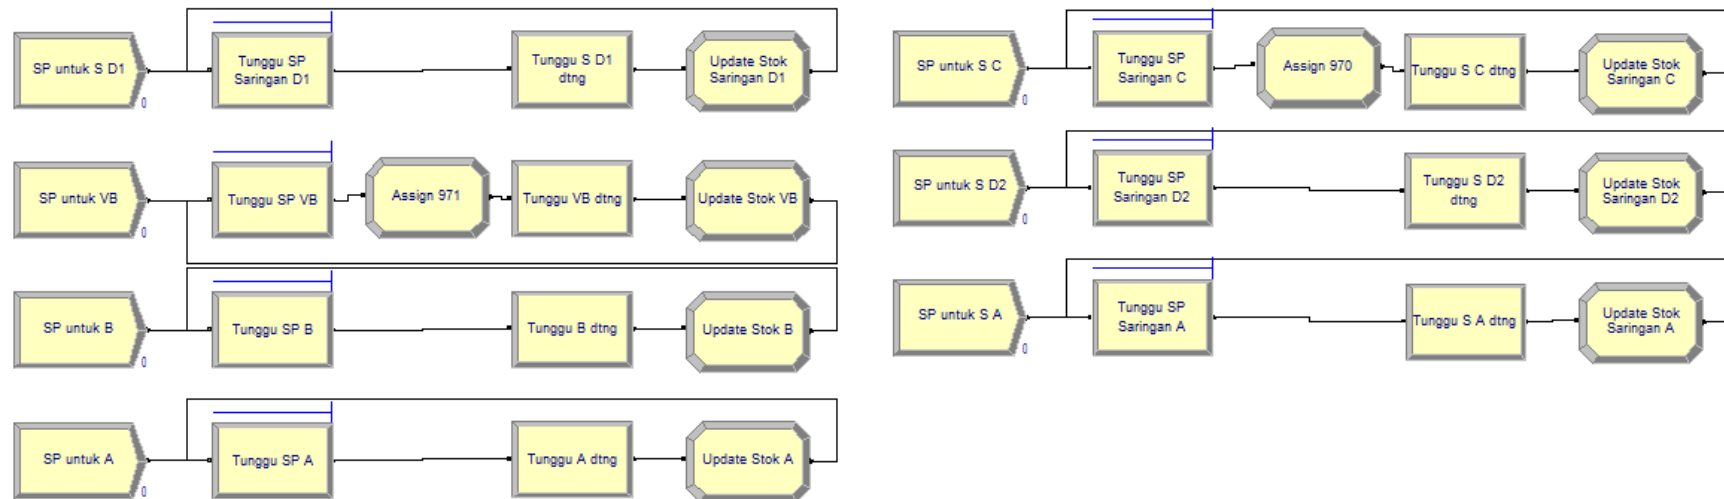 SP untuk S D1
0
Tunggu SP
Saringan D1
Tunggu S D1
dtng
Update Stok
Saringan D1
SP untuk VB
0
Tunggu SP VB
Assign 971
Tunggu VB dtng
Update Stok VB
SP untuk B
0
Tunggu SP B
Tunggu B dtng
Update Stok B
SP untuk A
0
Tunggu SP A
Tunggu A dtng
Update Stok A
SP untuk S C
0
Tunggu SP
Saringan C
Assign 970
Tunggu S C dtng
Update Stok
Saringan C
SP untuk S D2
0
Tunggu SP
Saringan D2
Tunggu S D2
dtng
Update Stok
Saringan D2
SP untuk S A
0
Tunggu SP
Saringan A
Tunggu S A dtng
Update Stok
Saringan A